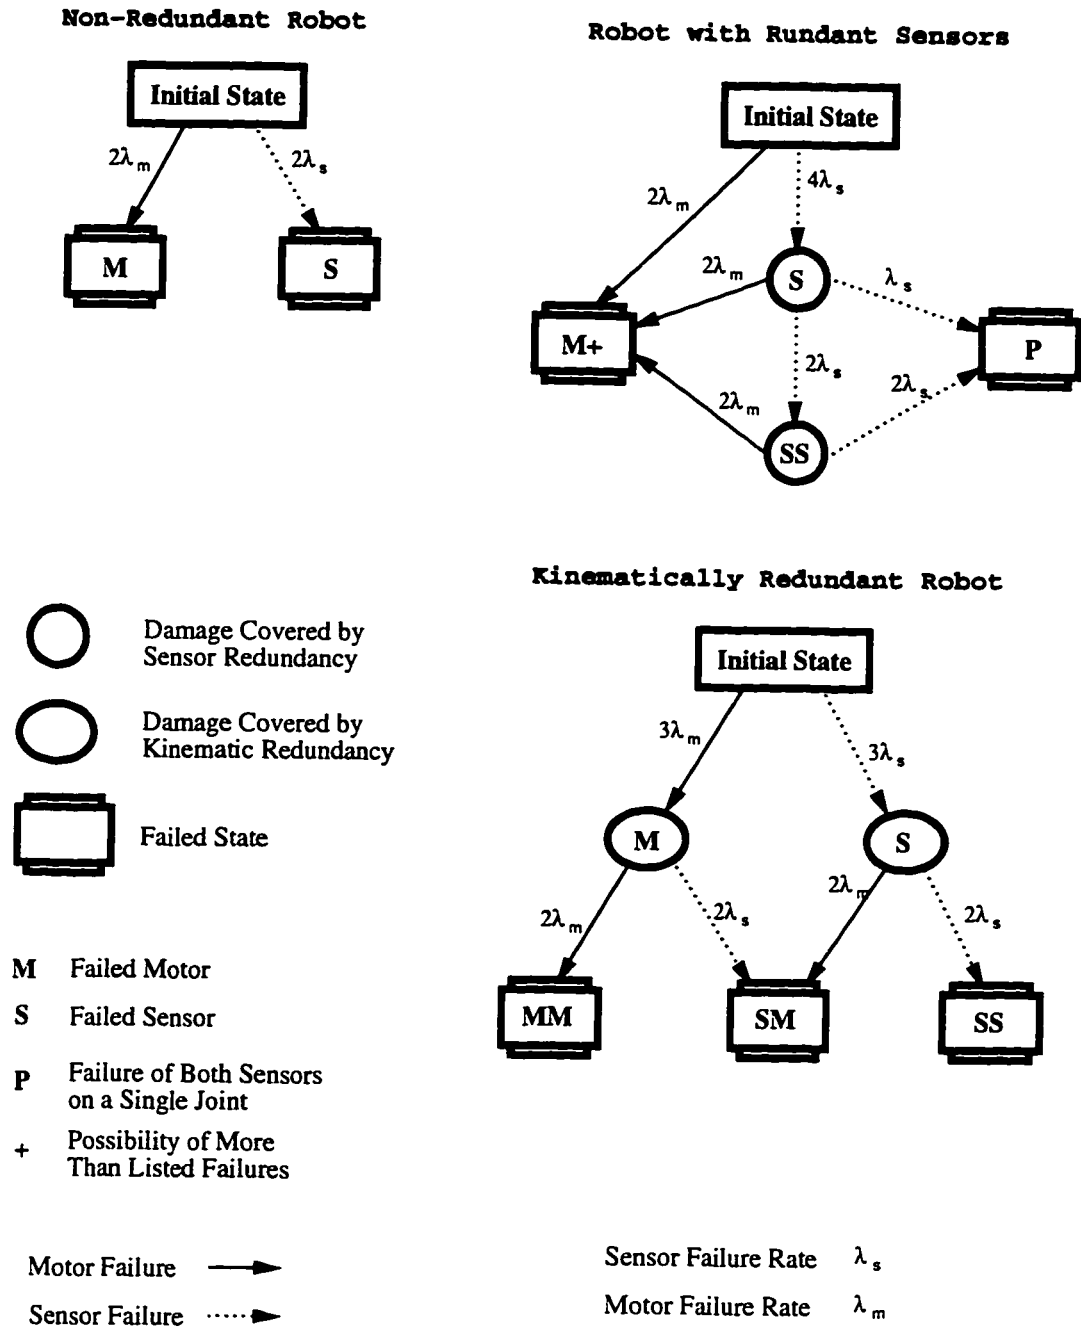 Non-Redundant Robot
Initial State
2λm
2λs
M
S
Robot with Rundant Sensors
Initial State
2λm
4λs
2λm
S
λs
M+
P
2λs
2λm
2λs
SS
Kinematically Redundant Robot
Initial State
3λm
3λs
M
S
2λm
2λs
2λm
2λs
MM
SM
SS
Damage Covered by
Sensor Redundancy
Damage Covered by
Kinematic Redundancy
Failed State
M Failed Motor
S Failed Sensor
P Failure of Both Sensors
on a Single Joint
+ Possibility of More
Than Listed Failures
Motor Failure
Sensor Failure
Sensor Failure Rate λs
Motor Failure Rate λm